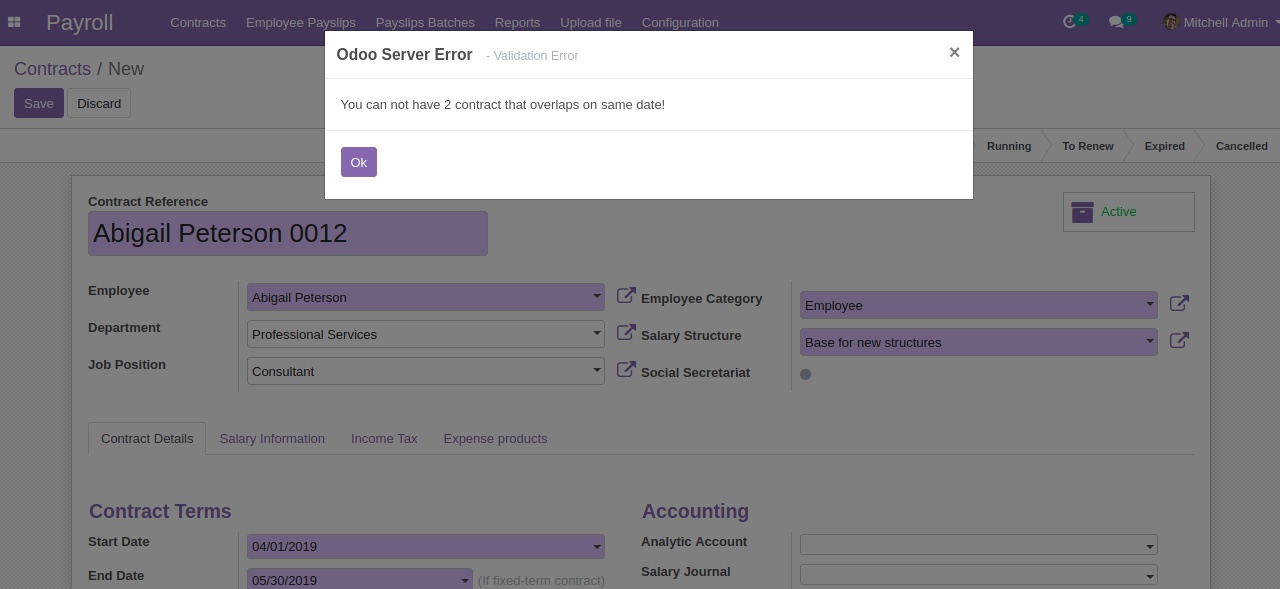 Payroll Contracts Employee Payslips Payslips Batches Reports Upload file Configuration 4 9 Mitchell Admin
Odoo Server Error - Validation Error ×
Contracts / New
Save Discard
You can not have 2 contract that overlaps on same date!
Running To Renew Expired Cancelled
Ok
Contract Reference
Abigail Peterson 0012
Active
Employee Abigail Peterson
Department Professional Services
Job Position Consultant
Employee Category Employee
Salary Structure Base for new structures
Social Secretariat
Contract Details Salary Information Income Tax Expense products
Contract Terms
Start Date 04/01/2019
End Date 05/30/2019 (If fixed-term contract)
Accounting
Analytic Account
Salary Journal